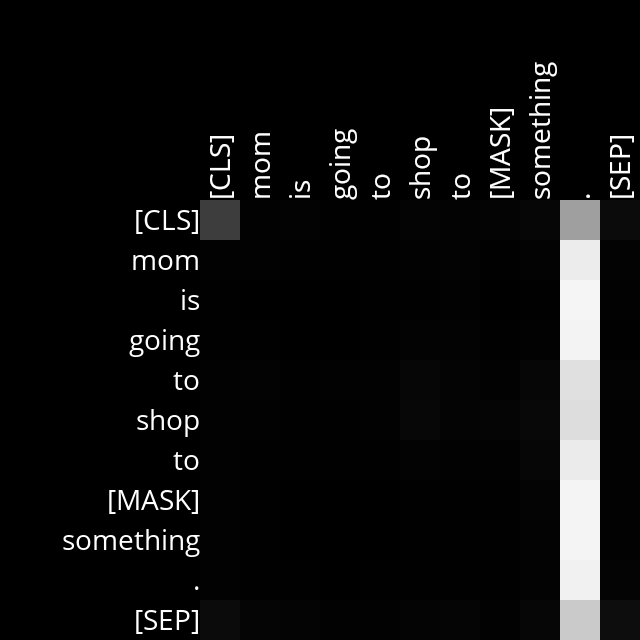 [CLS] mom is going to shop to [MASK] something . [SEP]
[CLS]
mom
is
going
to
shop
to
[MASK]
something
.
[SEP]